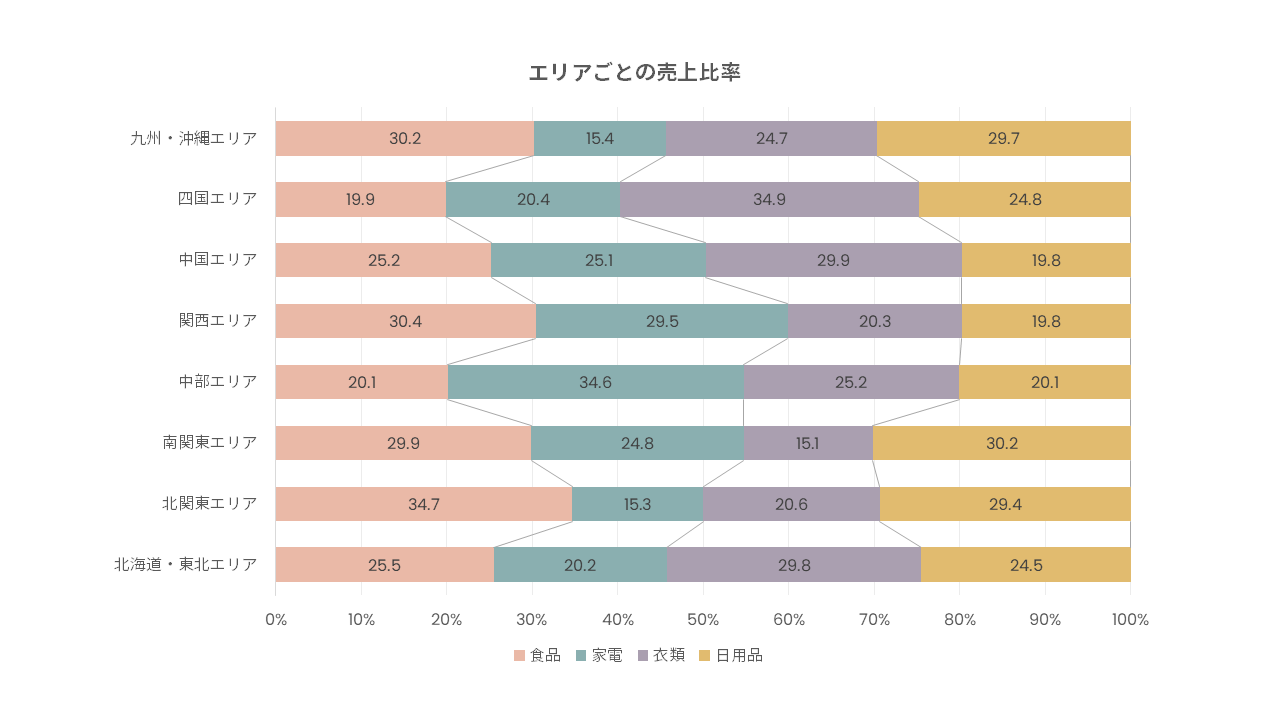 エリアごとの売上比率
九州・沖縄エリア 30.2 15.4 24.7 29.7
四国エリア 19.9 20.4 34.9 24.8
中国エリア 25.2 25.1 29.9 19.8
関西エリア 30.4 29.5 20.3 19.8
中部エリア 20.1 34.6 25.2 20.1
南関東エリア 29.9 24.8 15.1 30.2
北関東エリア 34.7 15.3 20.6 29.4
北海道・東北エリア 25.5 20.2 29.8 24.5
0% 10% 20% 30% 40% 50% 60% 70% 80% 90% 100%
食品 家電 衣類 日用品